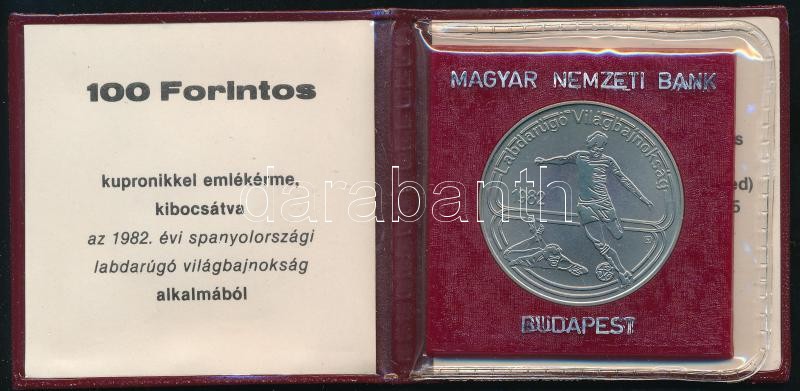 100 Forintos
kupronikkel emlékérme,
kibocsátva
az 1982. évi spanyolországi
labdarúgó világbajnokság
alkalmából
MAGYAR NEMZETI BANK
Labdarúgó Világbajnokság
1982
BUDAPEST
darabanth